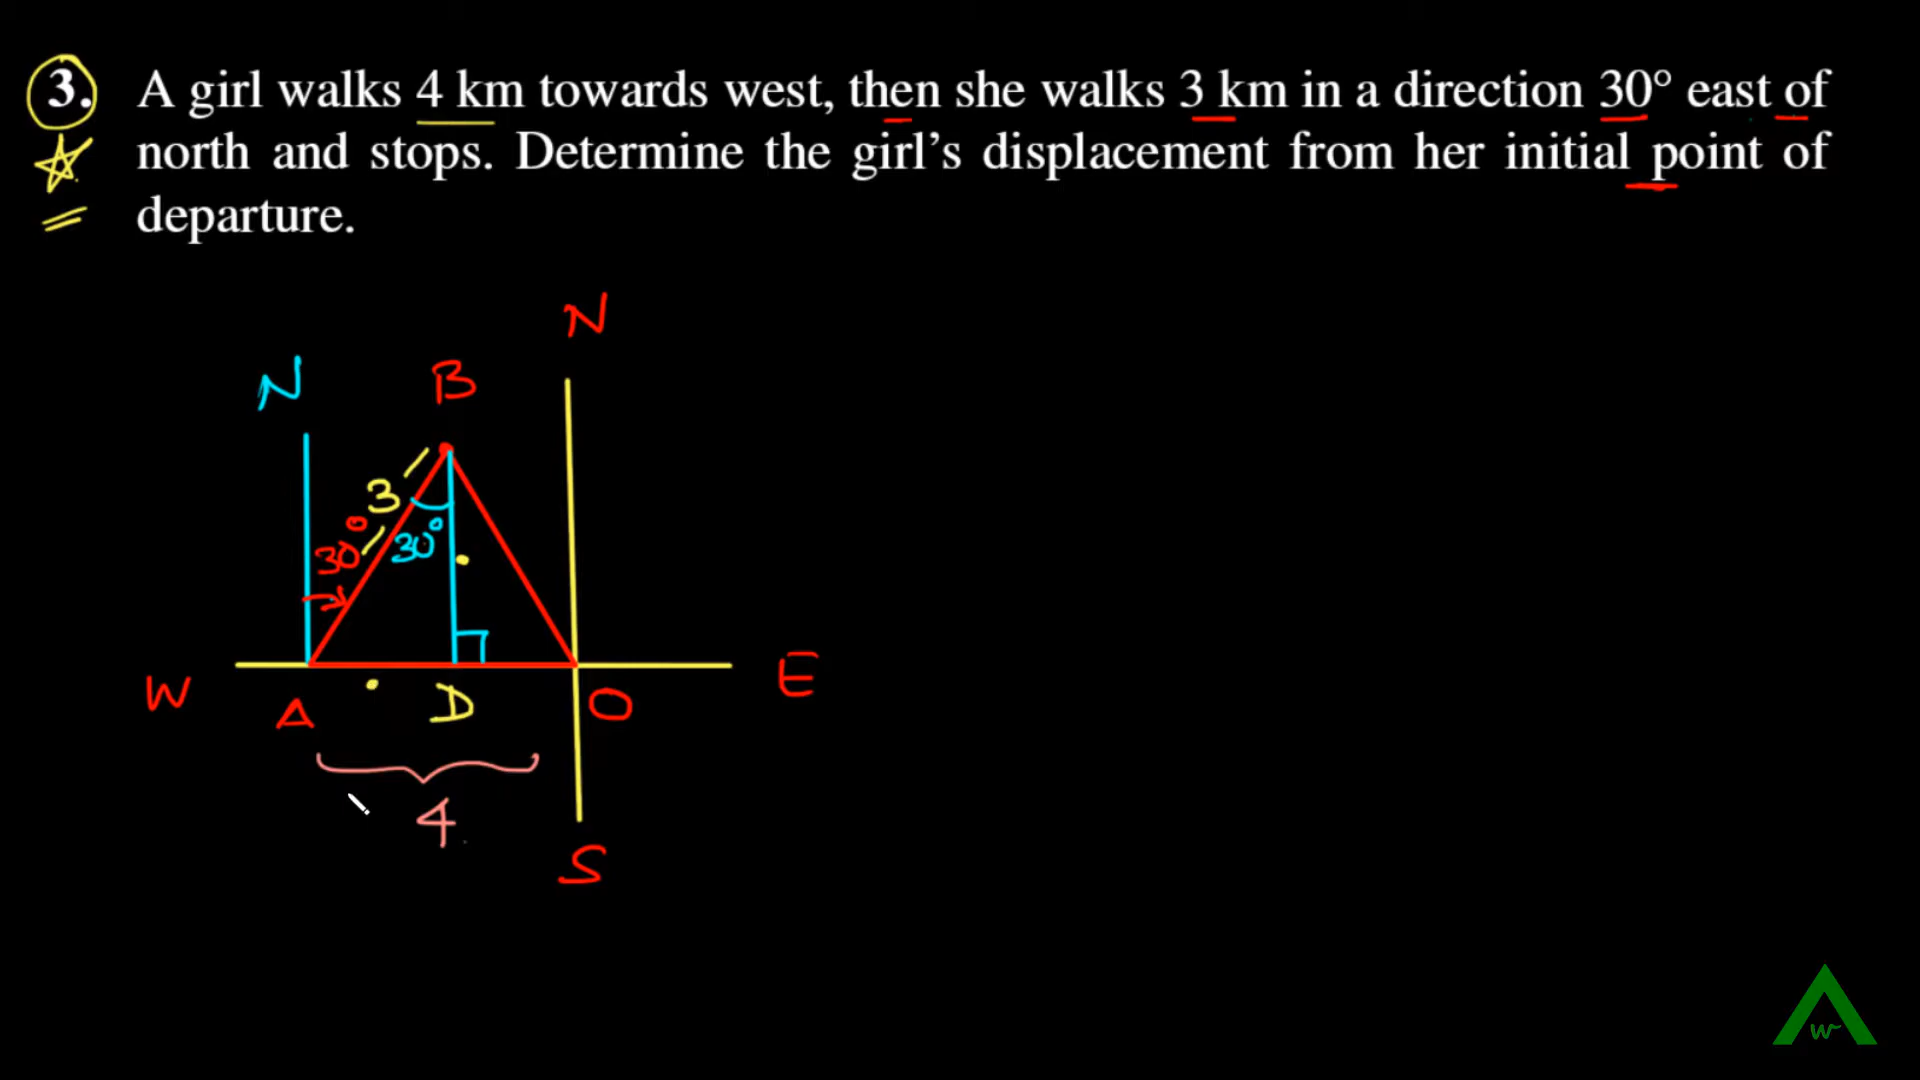 3. A girl walks 4 km towards west, then she walks 3 km in a direction 30° east of
north and stops. Determine the girl’s displacement from her initial point of
departure.
N
N
B
3
30°
30°
W
A
D
O
E
4
S
w